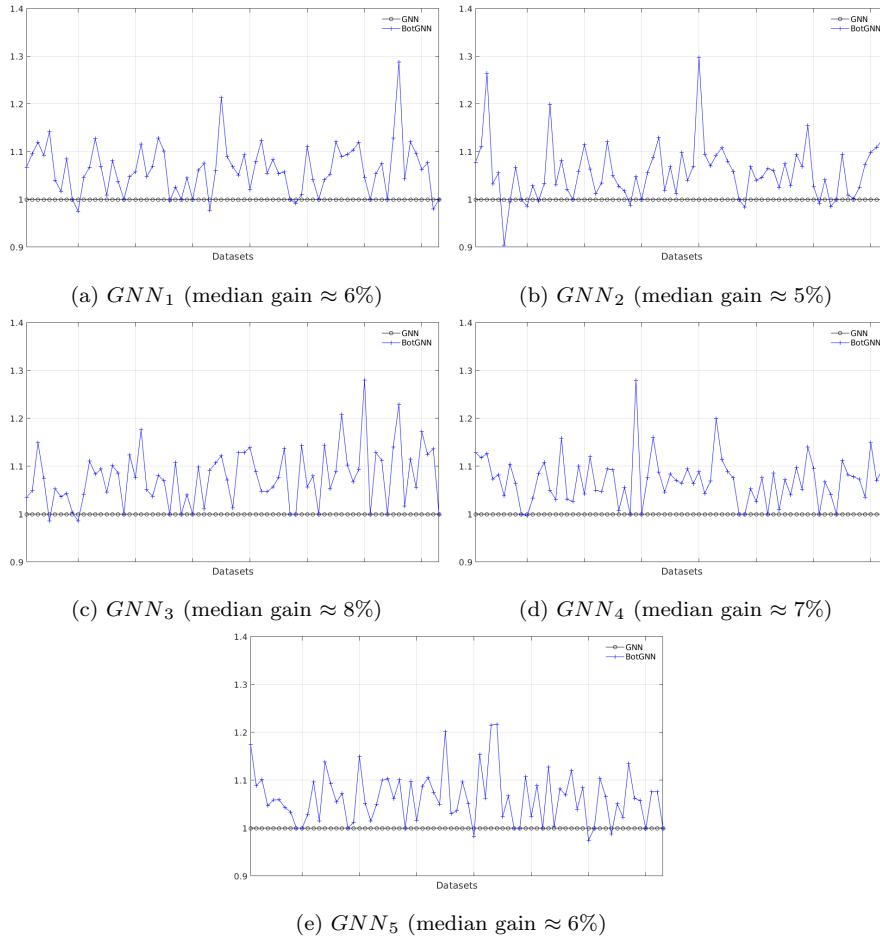 1.4
1.3
1.2
1.1
1
0.9
GNN
BotGNN
Datasets
(a) GNN₁ (median gain ≈ 6%)
1.4
1.3
1.2
1.1
1
0.9
GNN
BotGNN
Datasets
(b) GNN₂ (median gain ≈ 5%)
1.4
1.3
1.2
1.1
1
0.9
GNN
BotGNN
Datasets
(c) GNN₃ (median gain ≈ 8%)
1.4
1.3
1.2
1.1
1
0.9
GNN
BotGNN
Datasets
(d) GNN₄ (median gain ≈ 7%)
1.4
1.3
1.2
1.1
1
0.9
GNN
BotGNN
Datasets
(e) GNN₅ (median gain ≈ 6%)